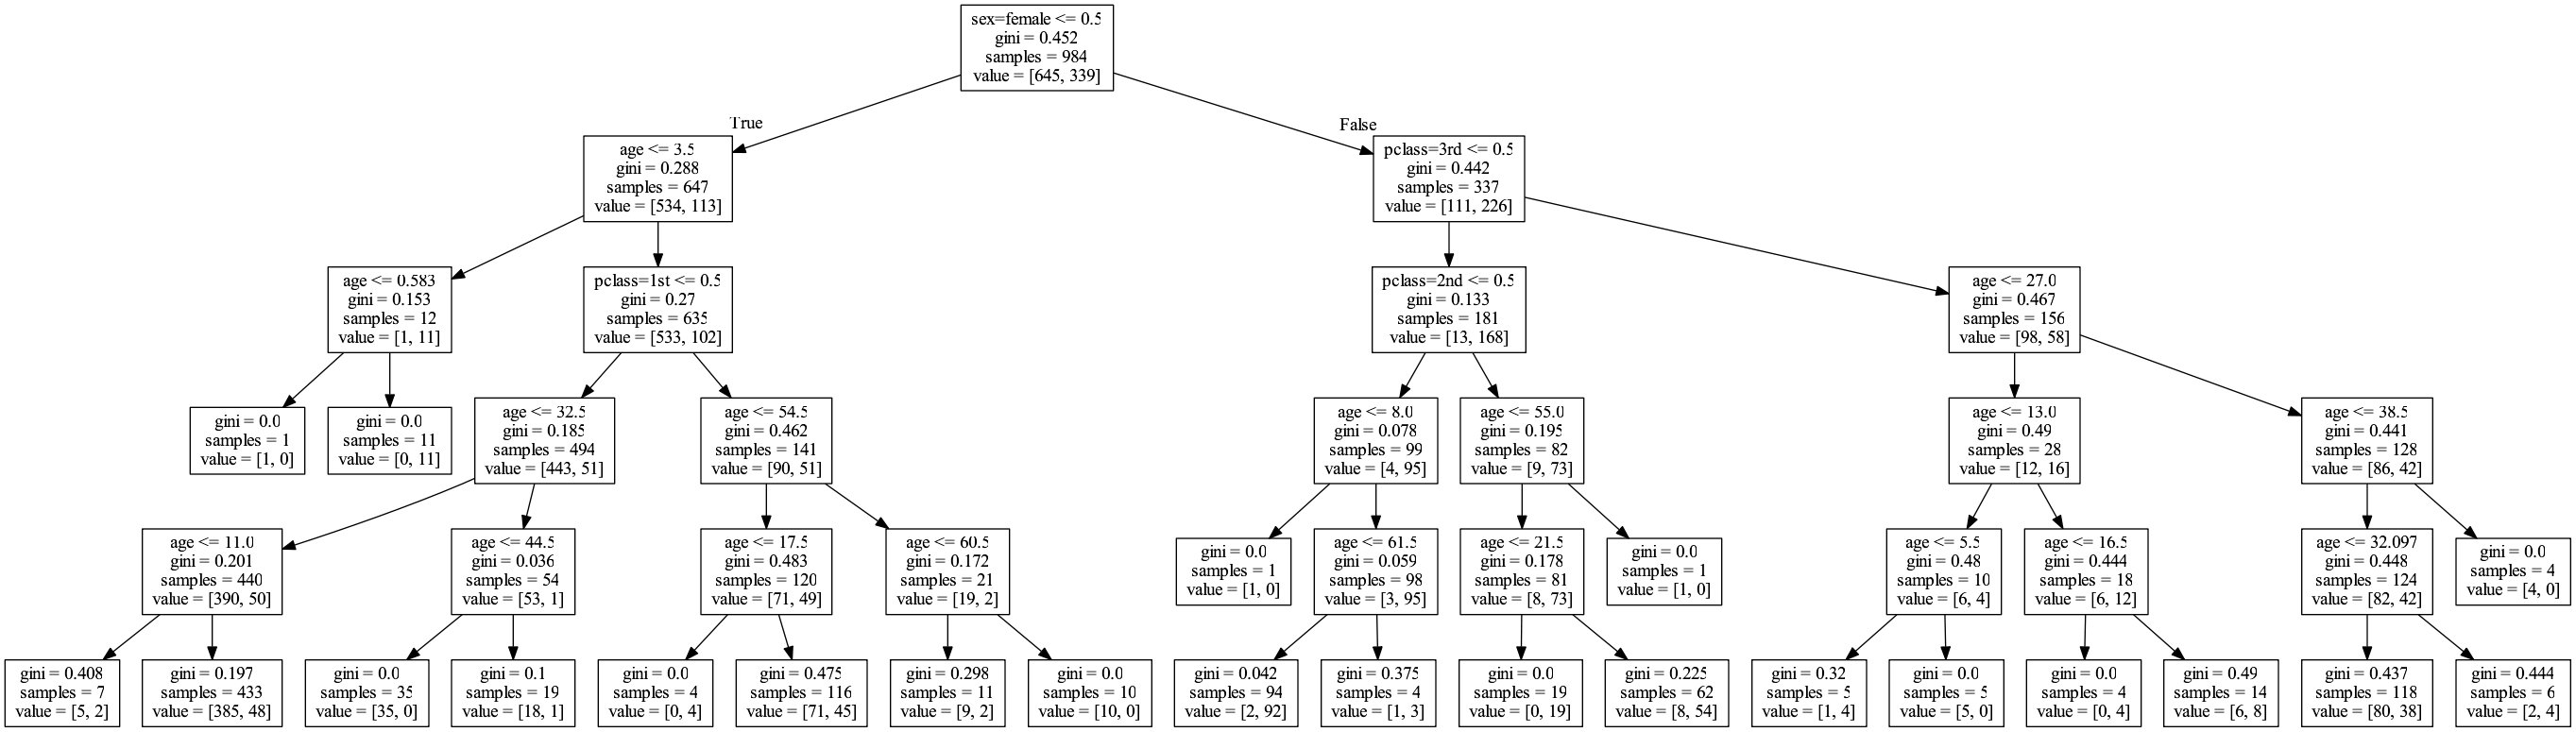 sex=female <= 0.5
gini = 0.452
samples = 984
value = [645, 339]
True
False
age <= 3.5
gini = 0.288
samples = 647
value = [534, 113]
pclass=3rd <= 0.5
gini = 0.442
samples = 337
value = [111, 226]
age <= 0.583
gini = 0.153
samples = 12
value = [1, 11]
pclass=1st <= 0.5
gini = 0.27
samples = 635
value = [533, 102]
pclass=2nd <= 0.5
gini = 0.133
samples = 181
value = [13, 168]
age <= 27.0
gini = 0.467
samples = 156
value = [98, 58]
gini = 0.0
samples = 1
value = [1, 0]
gini = 0.0
samples = 11
value = [0, 11]
age <= 32.5
gini = 0.185
samples = 494
value = [443, 51]
age <= 54.5
gini = 0.462
samples = 141
value = [90, 51]
age <= 8.0
gini = 0.078
samples = 99
value = [4, 95]
age <= 55.0
gini = 0.195
samples = 82
value = [9, 73]
age <= 13.0
gini = 0.49
samples = 28
value = [12, 16]
age <= 38.5
gini = 0.441
samples = 128
value = [86, 42]
age <= 11.0
gini = 0.201
samples = 440
value = [390, 50]
age <= 44.5
gini = 0.036
samples = 54
value = [53, 1]
age <= 17.5
gini = 0.483
samples = 120
value = [71, 49]
age <= 60.5
gini = 0.172
samples = 21
value = [19, 2]
gini = 0.0
samples = 1
value = [1, 0]
age <= 61.5
gini = 0.059
samples = 98
value = [3, 95]
age <= 21.5
gini = 0.178
samples = 81
value = [8, 73]
gini = 0.0
samples = 1
value = [1, 0]
age <= 5.5
gini = 0.48
samples = 10
value = [6, 4]
age <= 16.5
gini = 0.444
samples = 18
value = [6, 12]
age <= 32.097
gini = 0.448
samples = 124
value = [82, 42]
gini = 0.0
samples = 4
value = [4, 0]
gini = 0.408
samples = 7
value = [5, 2]
gini = 0.197
samples = 433
value = [385, 48]
gini = 0.0
samples = 35
value = [35, 0]
gini = 0.1
samples = 19
value = [18, 1]
gini = 0.0
samples = 4
value = [0, 4]
gini = 0.475
samples = 116
value = [71, 45]
gini = 0.298
samples = 11
value = [9, 2]
gini = 0.0
samples = 10
value = [10, 0]
gini = 0.042
samples = 94
value = [2, 92]
gini = 0.375
samples = 4
value = [1, 3]
gini = 0.0
samples = 19
value = [0, 19]
gini = 0.225
samples = 62
value = [8, 54]
gini = 0.32
samples = 5
value = [1, 4]
gini = 0.0
samples = 5
value = [5, 0]
gini = 0.0
samples = 4
value = [0, 4]
gini = 0.49
samples = 14
value = [6, 8]
gini = 0.437
samples = 118
value = [80, 38]
gini = 0.444
samples = 6
value = [2, 4]